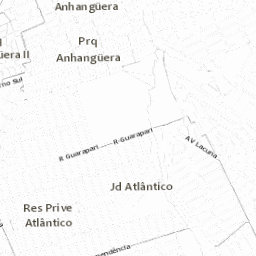 Anhangüera
Prq
Anhangüera
R Guarapari
R Guarapari
AV Lacuna
Jd Atlântico
Res Prive
Atlântico